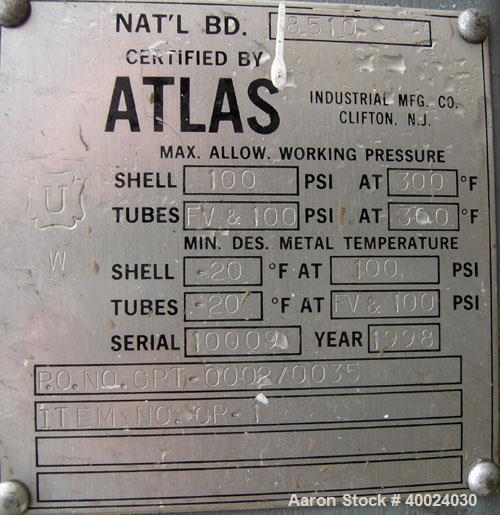 NAT'L BD. 8510
CERTIFIED BY
ATLAS INDUSTRIAL MFG. CO.
CLIFTON, N.J.
MAX. ALLOW. WORKING PRESSURE
U
SHELL 100 PSI AT 300 °F
TUBES FV & 100 PSI AT 300 °F
MIN. DES. METAL TEMPERATURE
W
SHELL -20 °F AT 100 PSI
TUBES -20 °F AT FV & 100 PSI
SERIAL 10009 YEAR 1998
P.O. NO. GPT-0008/0035
ITEM NO. CR-1
Aaron Stock # 40024030